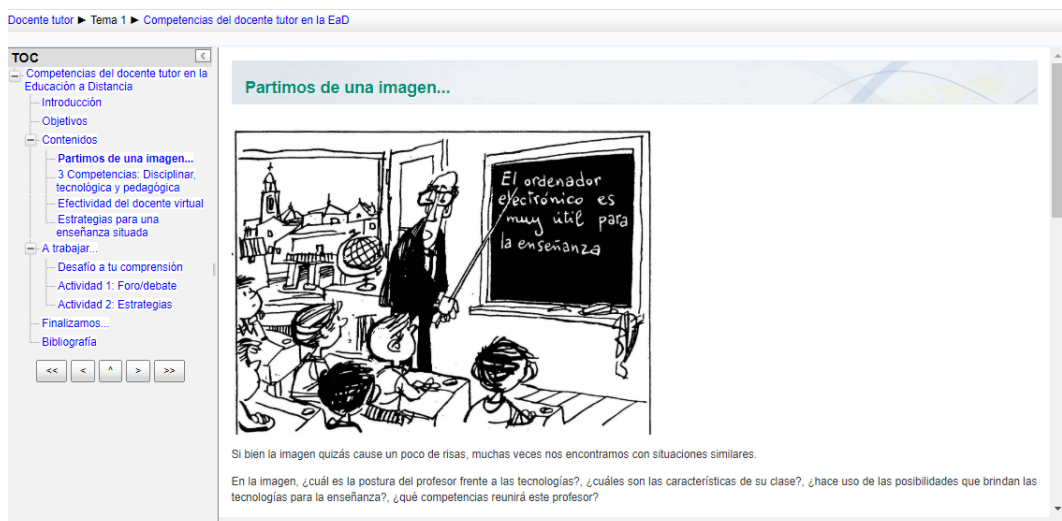 Docente tutor ► Tema 1 ► Competencias del docente tutor en la EaD
TOC
Competencias del docente tutor en la
Educación a Distancia
Introducción
Objetivos
Contenidos
Partimos de una imagen...
3 Competencias: Disciplinar,
tecnológica y pedagógica
Efectividad del docente virtual
Estrategias para una
enseñanza situada
A trabajar...
Desafío a tu comprensión
Actividad 1: Foro/debate
Actividad 2: Estrategias
Finalizamos...
Bibliografía
<< < ^ > >>
Partimos de una imagen...
El ordenador
electrónico es
muy útil para
la enseñanza
Si bien la imagen quizás cause un poco de risas, muchas veces nos encontramos con situaciones similares.
En la imagen, ¿cuál es la postura del profesor frente a las tecnologías?, ¿cuáles son las características de su clase?, ¿hace uso de las posibilidades que brindan las
tecnologías para la enseñanza?, ¿qué competencias reunirá este profesor?